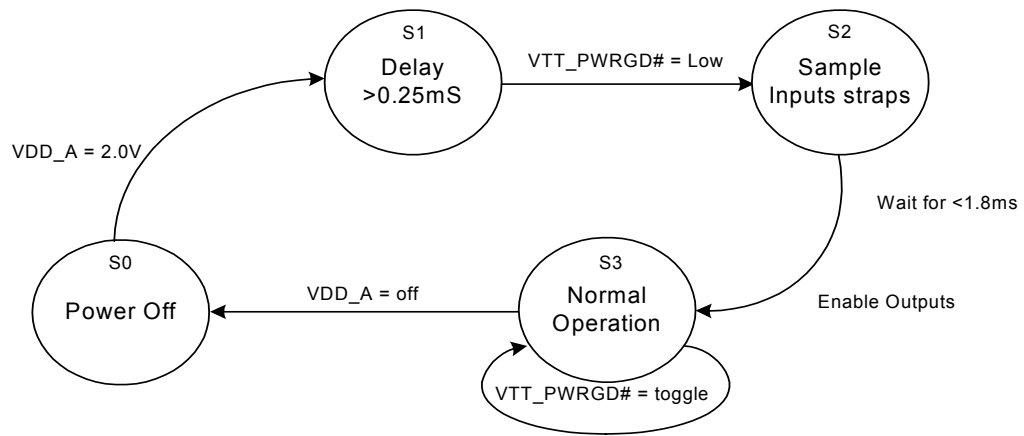 S1
Delay
>0.25mS
VTT_PWRGD# = Low
S2
Sample
Inputs straps
VDD_A = 2.0V
Wait for <1.8ms
S0
Power Off
VDD_A = off
S3
Normal
Operation
Enable Outputs
VTT_PWRGD# = toggle